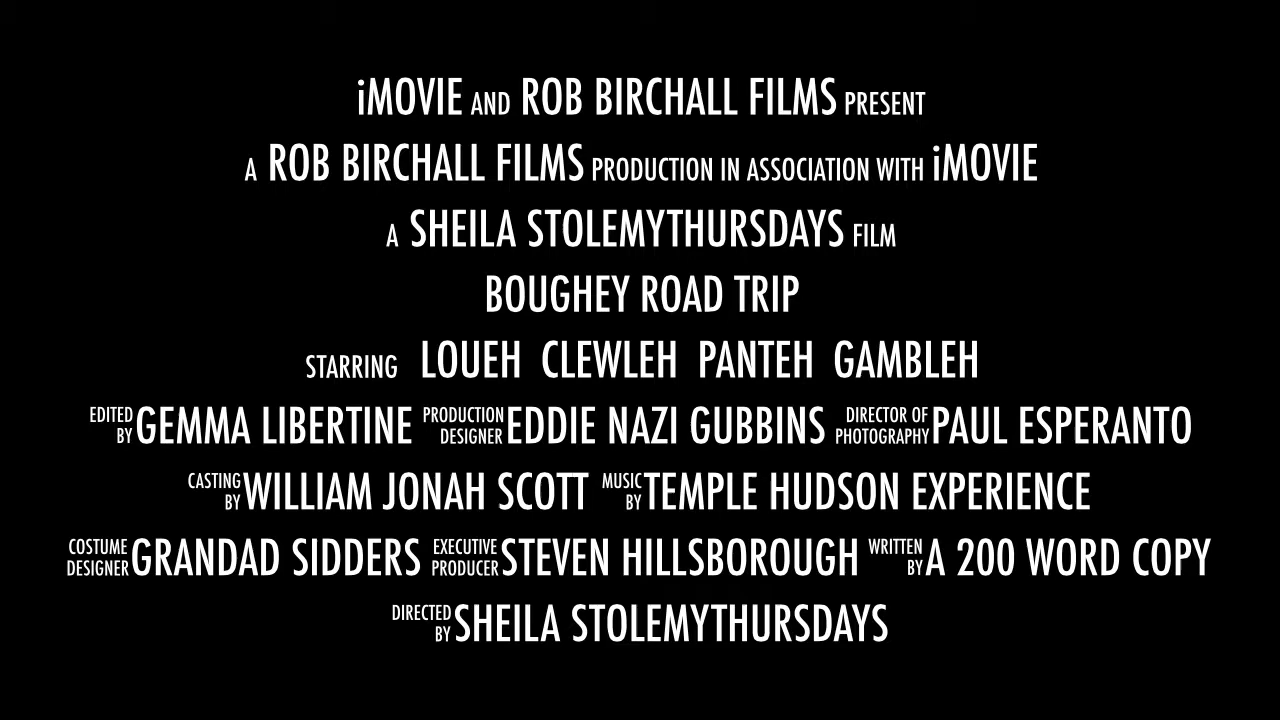 iMOVIE AND ROB BIRCHALL FILMS PRESENT
A ROB BIRCHALL FILMS PRODUCTION IN ASSOCIATION WITH iMOVIE
A SHEILA STOLEMYTHURSDAYS FILM
BOUGHEY ROAD TRIP
STARRING LOUEH CLEWLEH PANTEH GAMBLEH
EDITED BY GEMMA LIBERTINE PRODUCTION DESIGNER EDDIE NAZI GUBBINS DIRECTOR OF PHOTOGRAPHY PAUL ESPERANTO
CASTING BY WILLIAM JONAH SCOTT MUSIC BY TEMPLE HUDSON EXPERIENCE
COSTUME DESIGNER GRANDAD SIDDERS EXECUTIVE PRODUCER STEVEN HILLSBOROUGH WRITTEN BY A 200 WORD COPY
DIRECTED BY SHEILA STOLEMYTHURSDAYS